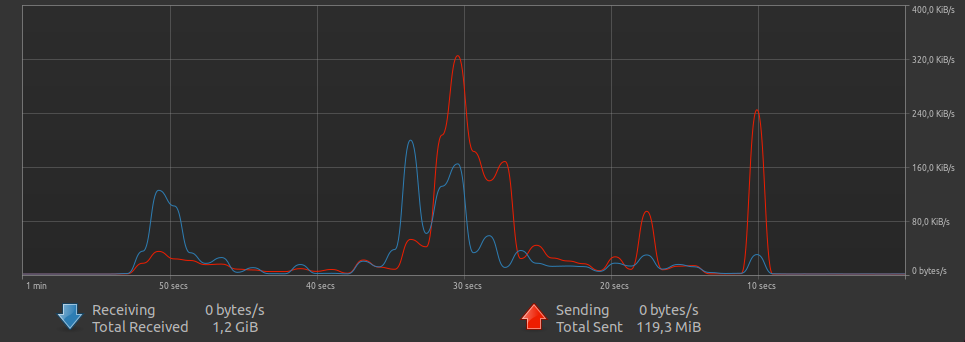 400,0 KiB/s
320,0 KiB/s
240,0 KiB/s
160,0 KiB/s
80,0 KiB/s
0 bytes/s
1 min 50 secs 40 secs 30 secs 20 secs 10 secs
Receiving 0 bytes/s Sending 0 bytes/s
Total Received 1,2 GiB Total Sent 119,3 MiB